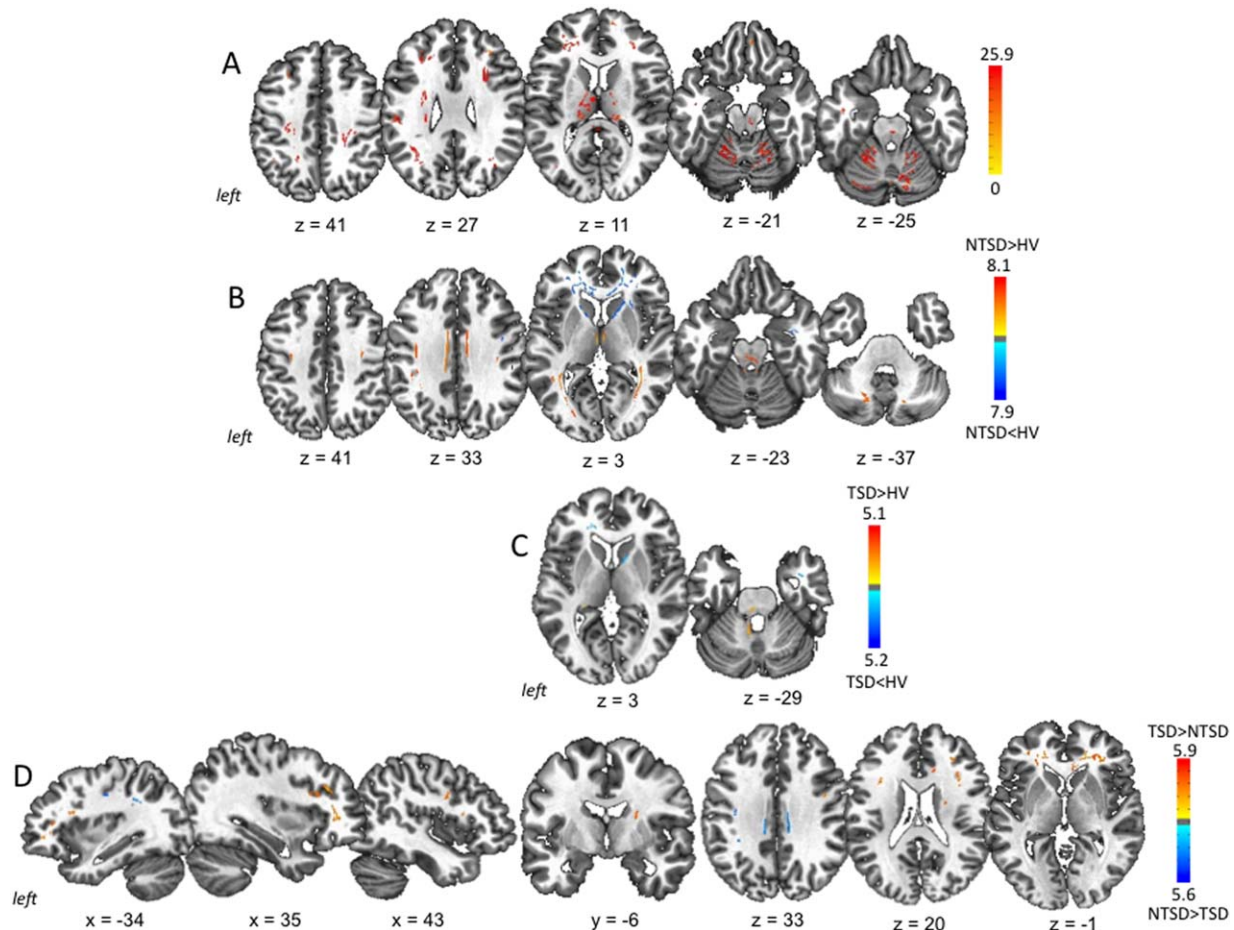 A
25.9
0
left
z = 41 z = 27 z = 11 z = -21 z = -25
B
NTSD>HV
8.1
7.9
NTSD<HV
left
z = 41 z = 33 z = 3 z = -23 z = -37
C
TSD>HV
5.1
5.2
TSD<HV
left
z = 3 z = -29
D
TSD>NTSD
5.9
5.6
NTSD>TSD
left
x = -34 x = 35 x = 43 y = -6 z = 33 z = 20 z = -1